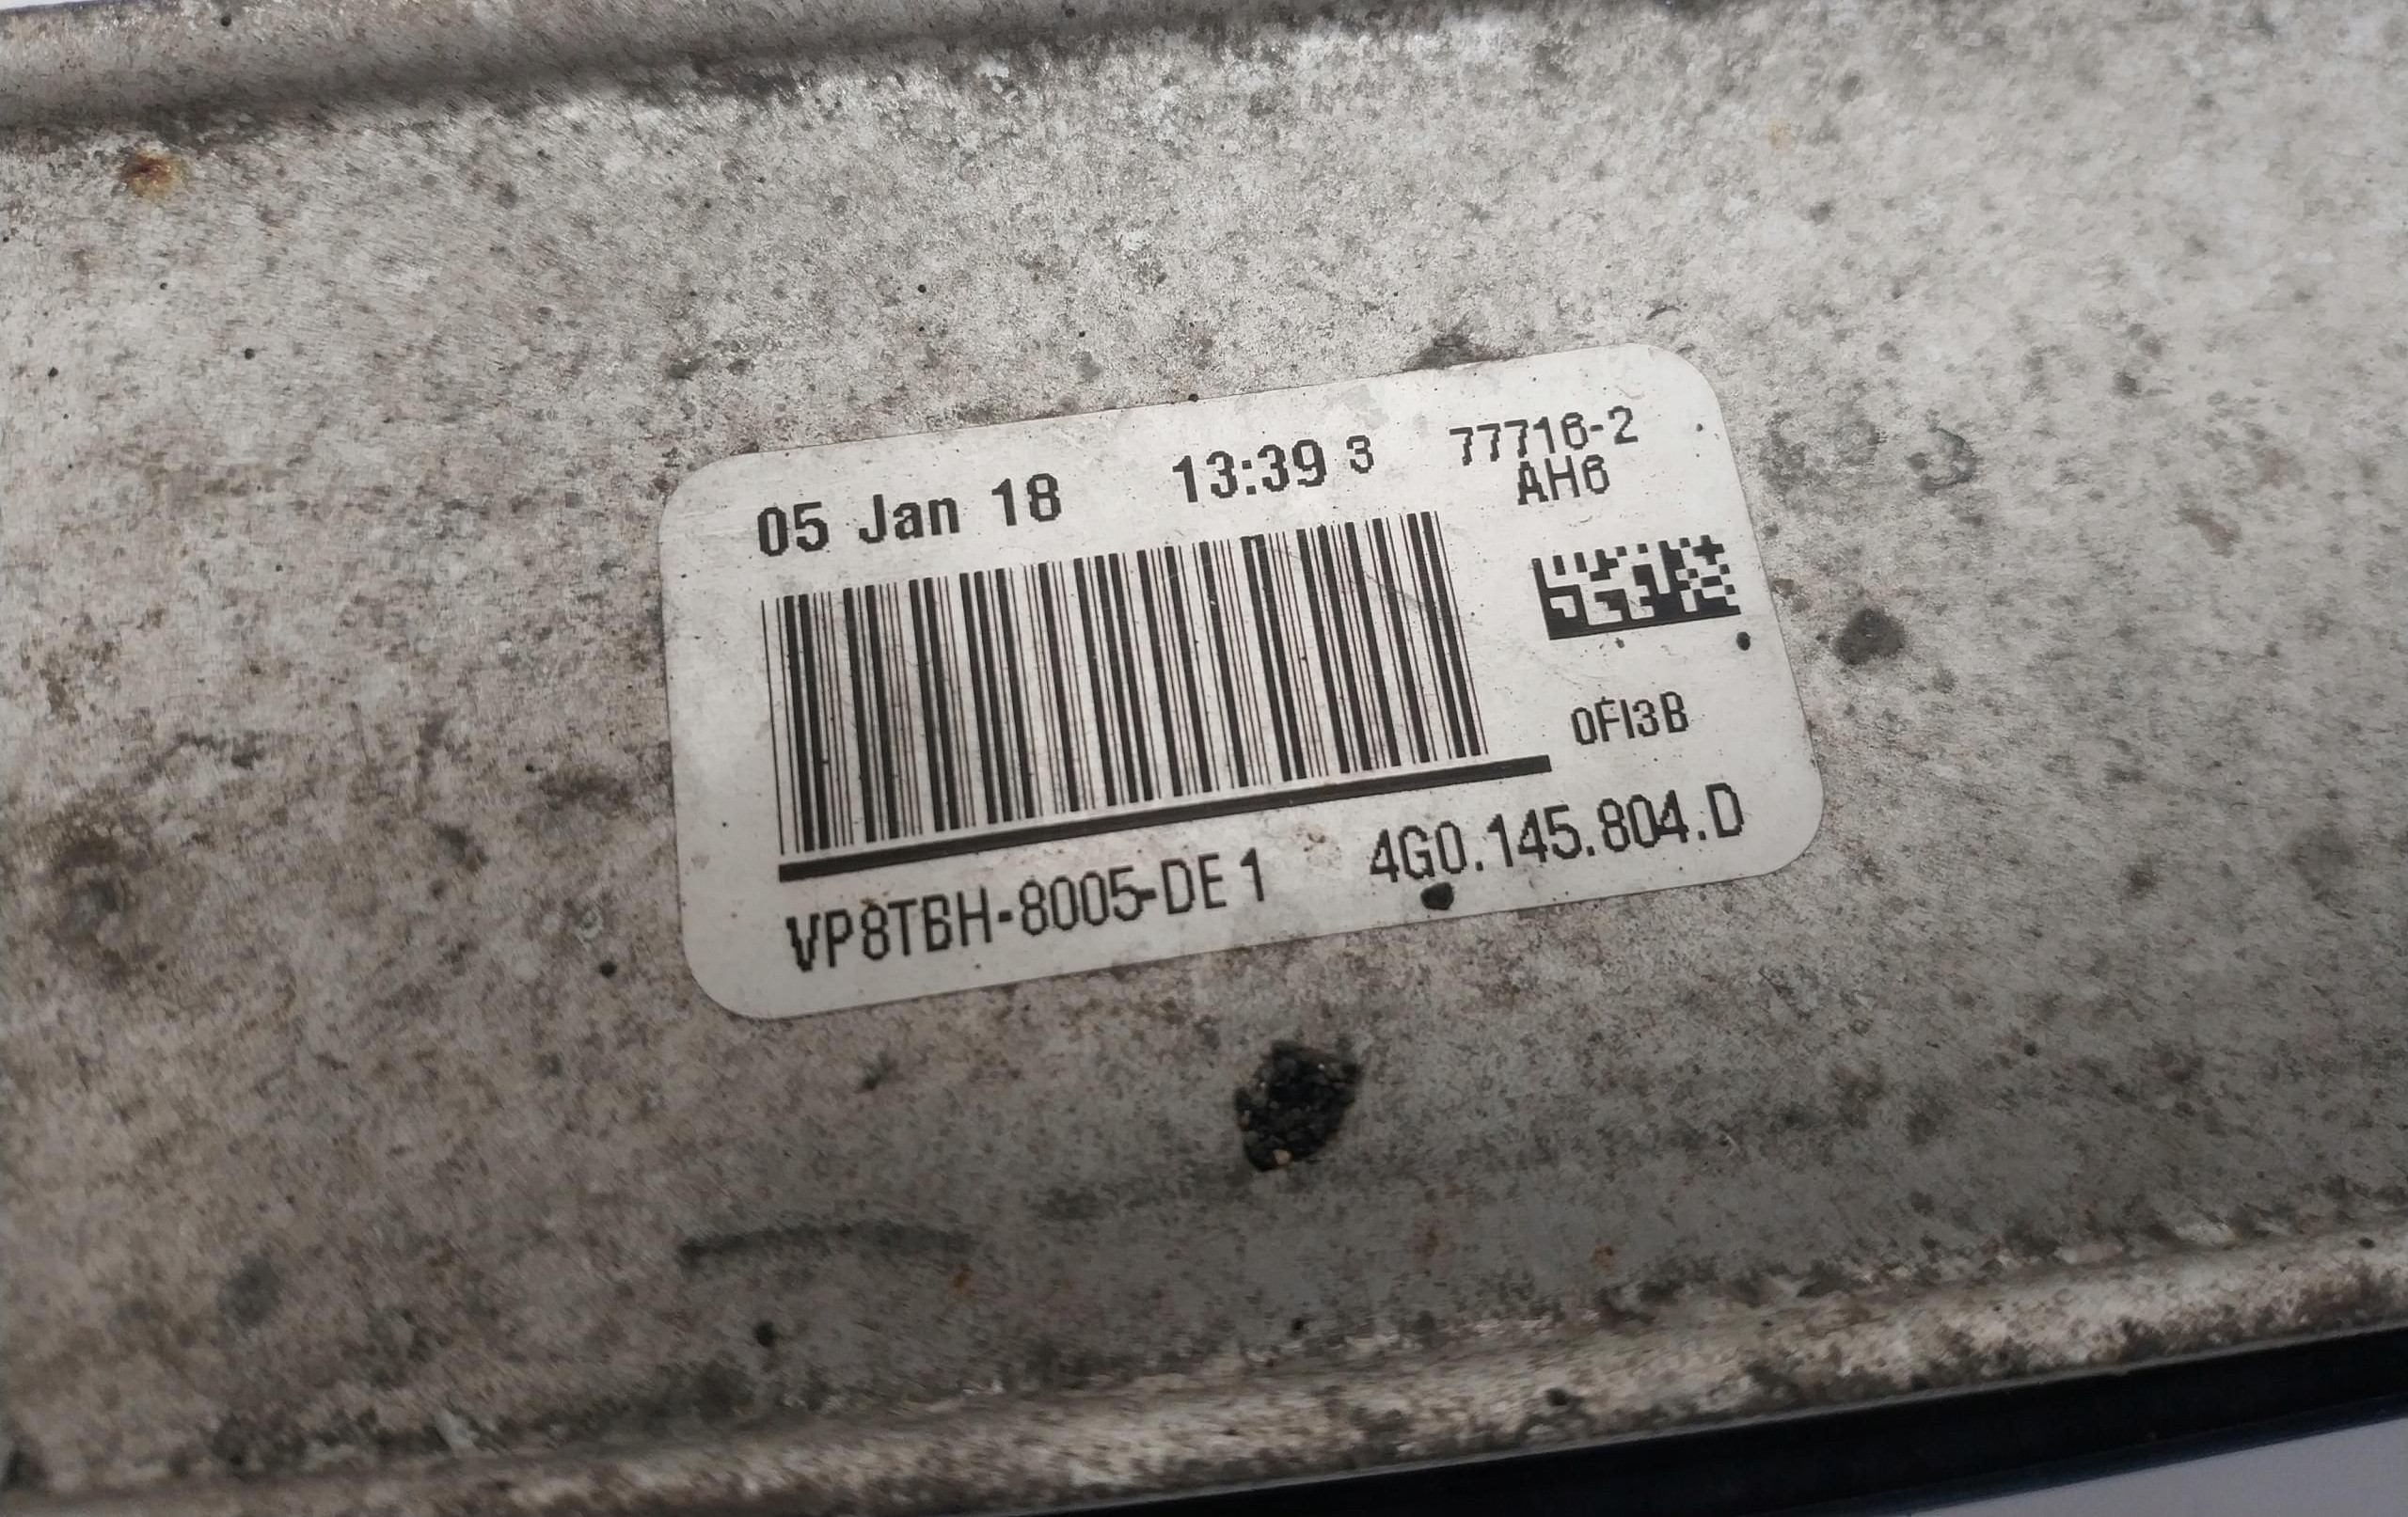 05 Jan 18 13:39 3 77716-2
AH6
0FI3B
VP8TBH-8005-DE 1 4G0.145.804.D